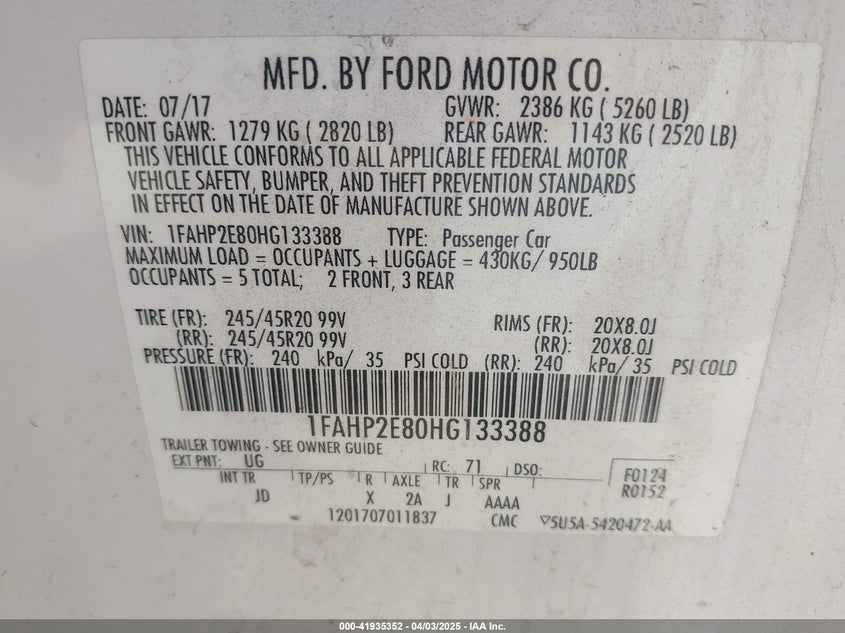 MFD. BY FORD MOTOR CO.
DATE: 07/17 GVWR: 2386 KG ( 5260 LB)
FRONT GAWR: 1279 KG ( 2820 LB) REAR GAWR: 1143 KG ( 2520 LB)
THIS VEHICLE CONFORMS TO ALL APPLICABLE FEDERAL MOTOR
VEHICLE SAFETY, BUMPER, AND THEFT PREVENTION STANDARDS
IN EFFECT ON THE DATE OF MANUFACTURE SHOWN ABOVE.
VIN: 1FAHP2E80HG133388 TYPE: Passenger Car
MAXIMUM LOAD = OCCUPANTS + LUGGAGE = 430KG/ 950LB
OCCUPANTS = 5 TOTAL; 2 FRONT, 3 REAR
TIRE (FR): 245/45R20 99V RIMS (FR): 20X8.0J
(RR): 245/45R20 99V (RR): 20X8.0J
PRESSURE (FR): 240 kPa/ 35 PSI COLD (RR): 240 kPa/ 35 PSI COLD
1FAHP2E80HG133388
TRAILER TOWING - SEE OWNER GUIDE
EXT PNT: UG RC: 71 DSO: F0124
INT TR TP/PS R AXLE TR SPR R0152
JD X 2A J AAAA
1201707011837 CMC ▽5U5A-5420472-AA
000-41935352 - 04/03/2025 - IAA Inc.